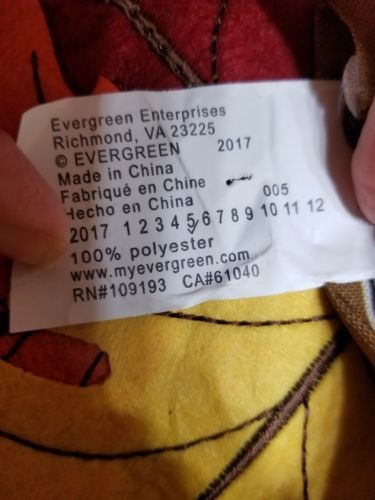 Evergreen Enterprises
Richmond, VA 23225
© EVERGREEN 2017
Made in China
Fabriqué en Chine
Hecho en China 005
2017 1 2 3 4 5 6 7 8 9 10 11 12
100% polyester
www.myevergreen.com
RN#109193 CA#61040